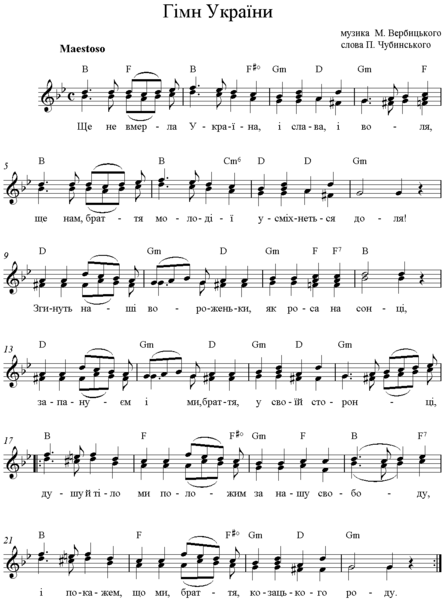 Гімн України
музика М. Вербицького
слова П. Чубинського
Maestoso
B F B F♯° Gm D Gm
Ще не вмер-ла У-кра-ї-на, і сла-ва, і во-ля,
5 B B Cm6 D D Gm
ще нам, брат-тя мо-ло-ді-ї у-сміх-неть-ся до-ля!
9 D Gm D Gm F F7 B
Зги-нуть на-ші во-ро-жень-ки, як ро-са на сон-ці,
13 D Gm D Gm D Gm
за-па-ну-єм і ми,брат-тя, у сво-їй сто-рон-ці,
17 B F F♯° Gm F B F7
ду-шу й ті-ло ми по-ло-жим за на-шу сво-бо-ду,
21 B F F♯° Gm D Gm
і по-ка-жем, що ми, брат-тя, ко-заць-ко-го ро-ду.